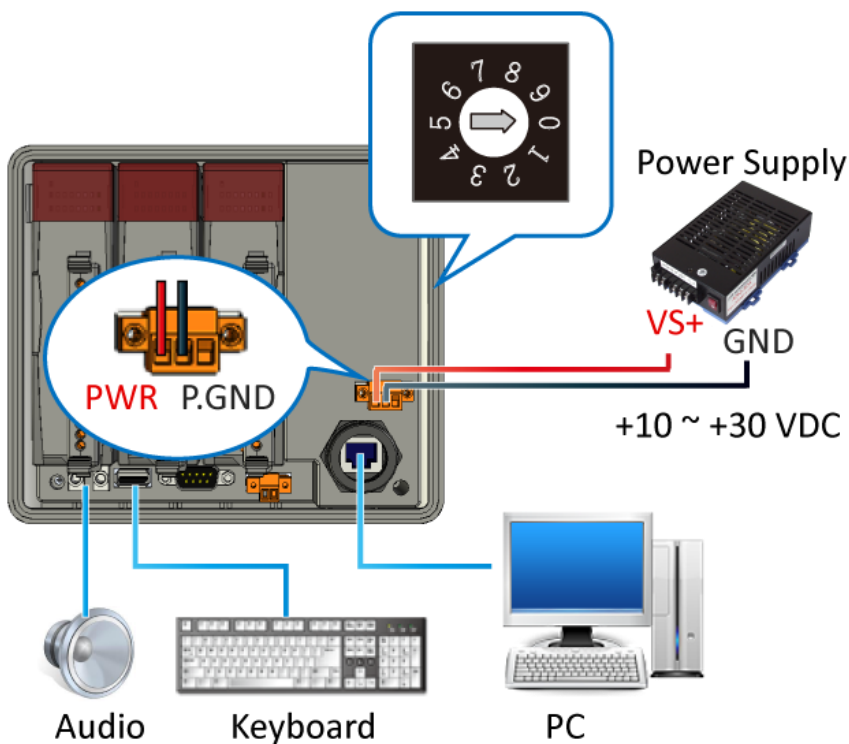 7 8
6 9
5 0
4 1
3 2
Power Supply
VS+
GND
PWR P.GND
+10 ~ +30 VDC
Audio
Keyboard
PC